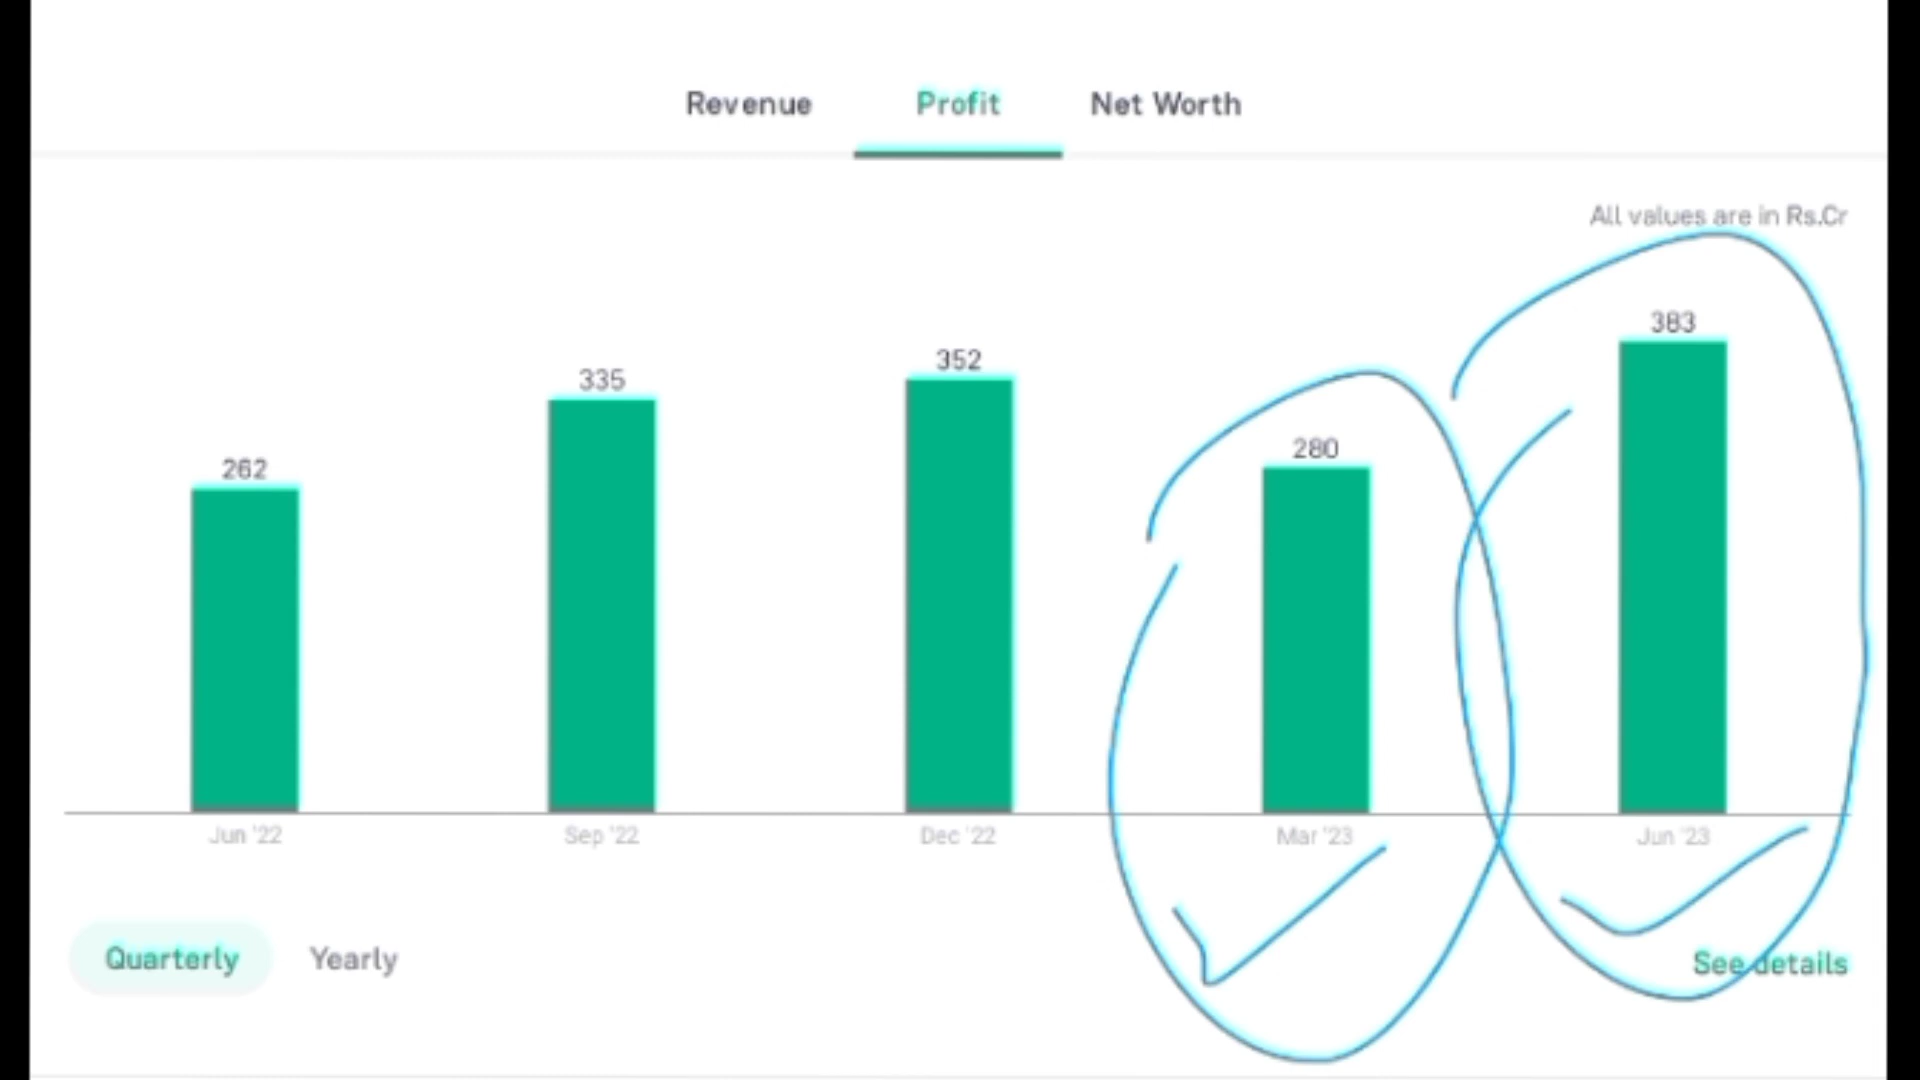 Revenue Profit Net Worth
All values are in Rs.Cr
262 335 352 280 383
Jun '22 Sep '22 Dec '22 Mar '23 Jun '23
Quarterly Yearly See details